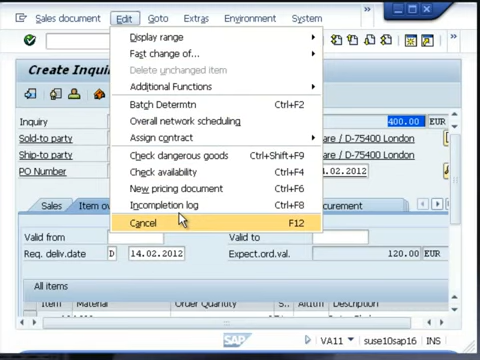 Sales document Edit Goto Extras Environment System
Display range
Fast change of...
Delete unchanged item
Create Inqui
Additional Functions
Batch Determtn Ctrl+F2
Inquiry Overall network scheduling 400.00 EUR
Sold-to party Assign contract are / D-75400 London
Ship-to party Check dangerous goods Ctrl+Shift+F9 are / D-75400 London
PO Number Check availability Ctrl+F4 14.02.2012
New pricing document Ctrl+F6
Sales Item ov Incompletion log Ctrl+F8 curement
Cancel F12
Valid from Valid to
Req. deliv.date D 14.02.2012 Expect.ord.val. 120.00 EUR
All items
Item Material Order Quantity S.. AltItm Description
SAP VA11 suse10sap16 INS